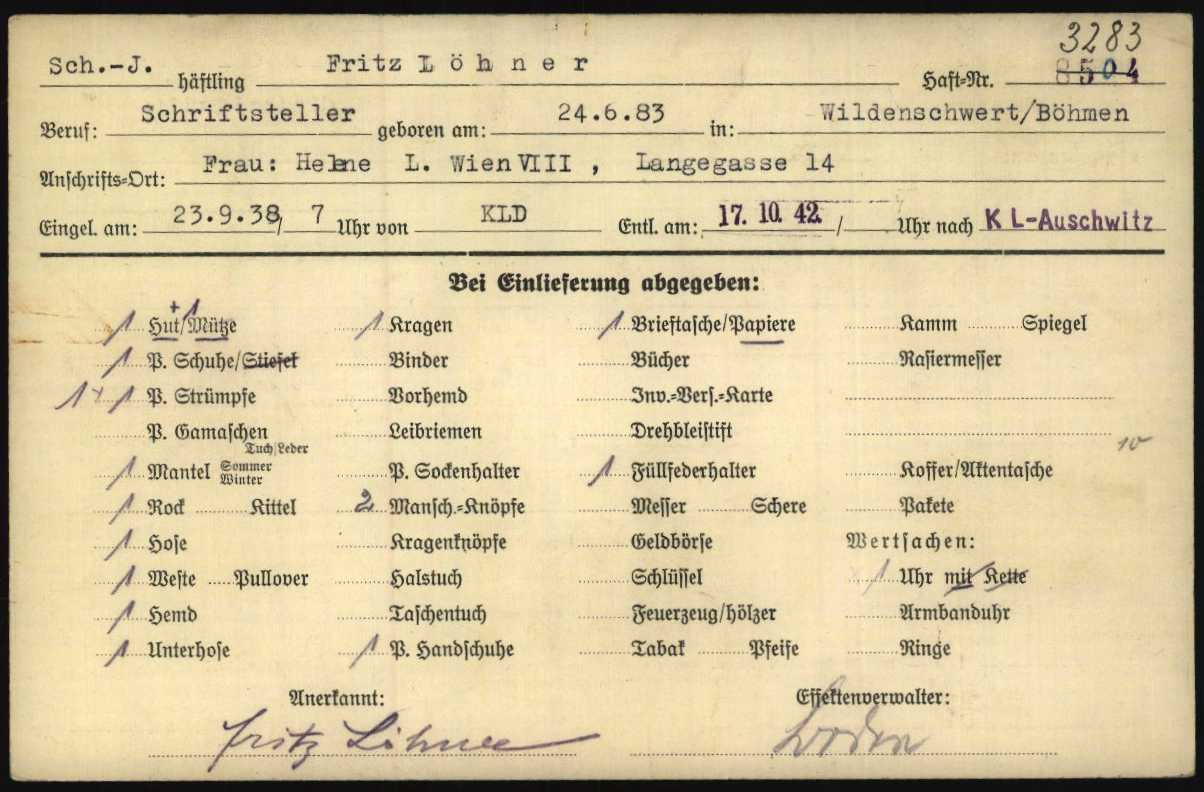 3283
Sch.-J. häftling Fritz Löhner Haft-Nr. 8504
Beruf: Schriftsteller geboren am: 24.6.83 in: Wildenschwert/Böhmen
Anschrifts-Ort: Frau: Helene L. Wien VIII , Langegasse 14
Eingel. am: 23.9.38/ 7 Uhr von KLD Entl. am: 17. 10. 42. / Uhr nach KL-Auschwitz
Bei Einlieferung abgegeben:
1 Hut/Mütze + 1 1 Kragen 1 Brieftasche/Papiere Kamm Spiegel
1 P. Schuhe/Stiefel Binder Bücher Rasiermesser
1+ 1 P. Strümpfe Vorhemd Inv.-Vers.-Karte
P. Gamaschen Tuch/Leder Leibriemen Drehbleistift
10
1 Mantel Sommer Winter P. Sockenhalter 1 Füllfederhalter Koffer/Aktentasche
1 Rock Kittel 2 Mansch.-Knöpfe Messer Schere Pakete
1 Hose Kragenknöpfe Geldbörse Wertsachen:
1 Weste Pullover Halstuch Schlüssel 1 Uhr mit Kette
1 Hemd Taschentuch Feuerzeug/hölzer Armbanduhr
1 Unterhose 1 P. Handschuhe Tabak Pfeife Ringe
Anerkannt: Effektenverwalter:
Fritz Löhner